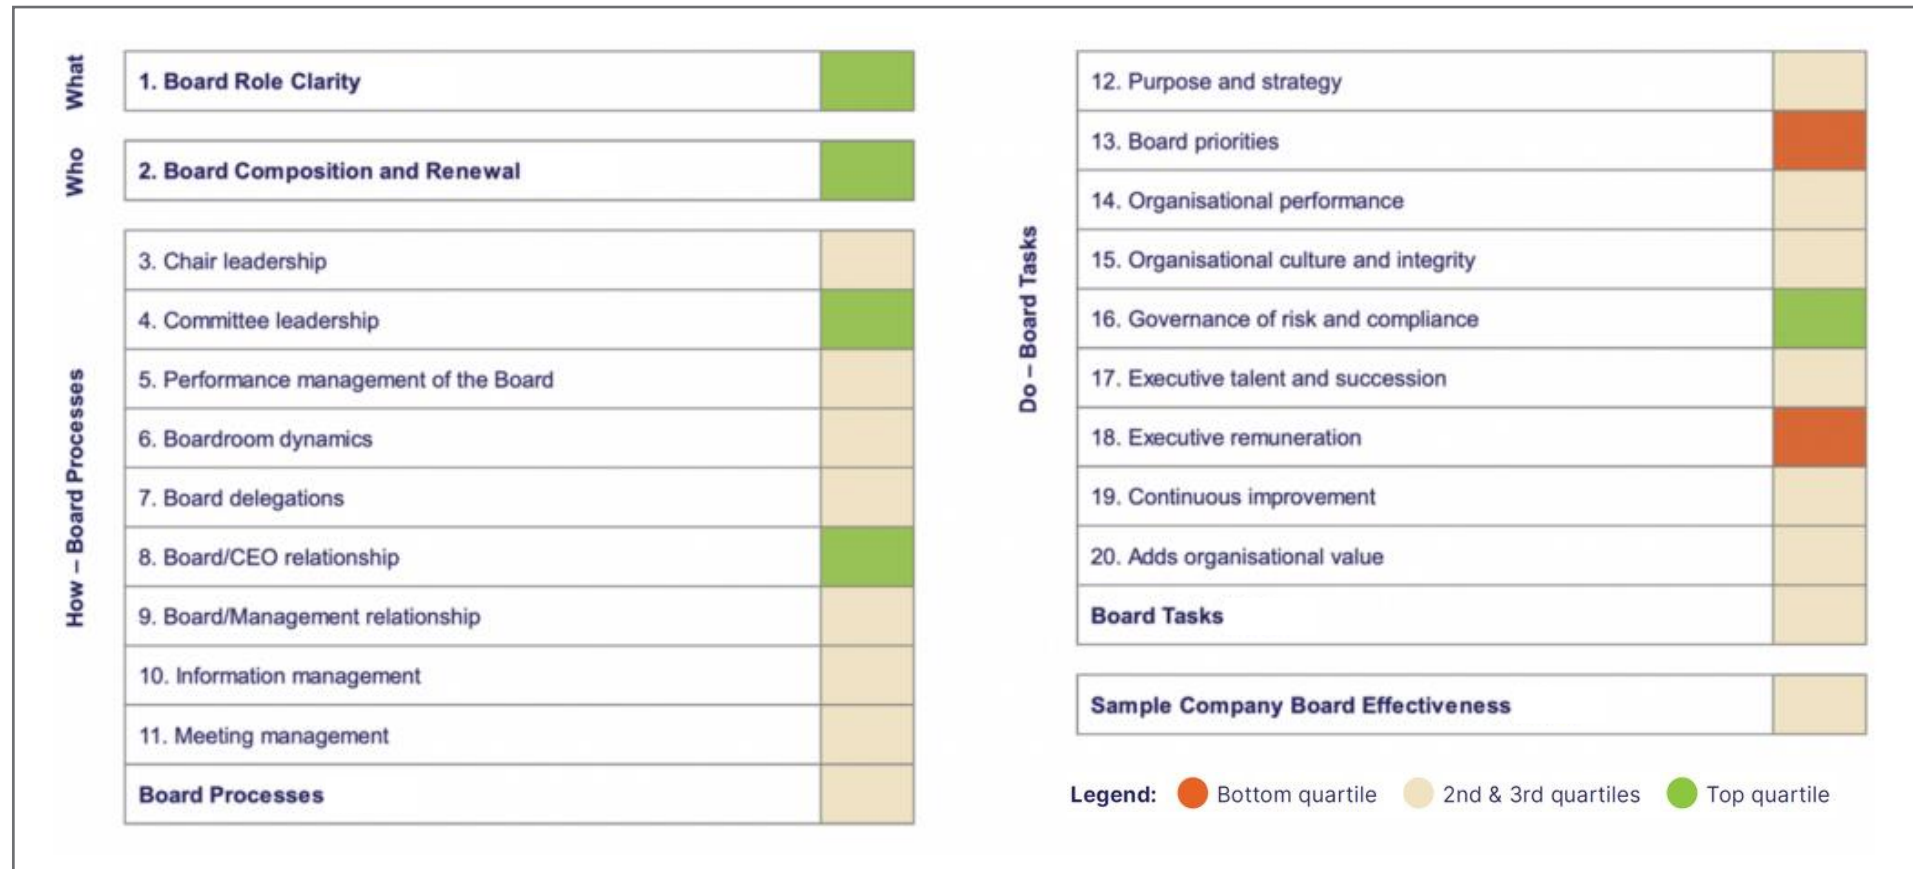 What
1. Board Role Clarity
Who
2. Board Composition and Renewal
How – Board Processes
3. Chair leadership
4. Committee leadership
5. Performance management of the Board
6. Boardroom dynamics
7. Board delegations
8. Board/CEO relationship
9. Board/Management relationship
10. Information management
11. Meeting management
Board Processes
Do – Board Tasks
12. Purpose and strategy
13. Board priorities
14. Organisational performance
15. Organisational culture and integrity
16. Governance of risk and compliance
17. Executive talent and succession
18. Executive remuneration
19. Continuous improvement
20. Adds organisational value
Board Tasks
Sample Company Board Effectiveness
Legend: Bottom quartile 2nd & 3rd quartiles Top quartile